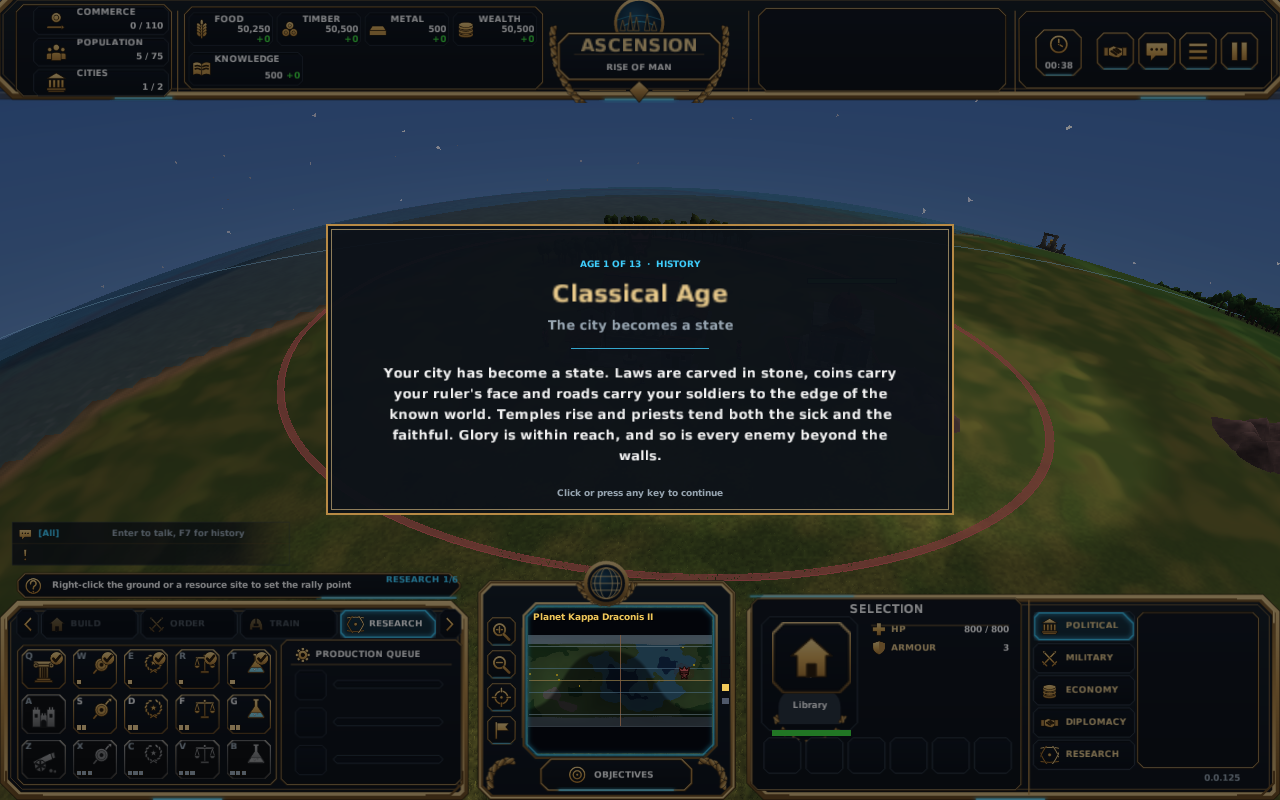 COMMERCE
0 / 110
POPULATION
5 / 75
CITIES
1 / 2
FOOD
50,250
+0
TIMBER
50,500
+0
METAL
500
+0
WEALTH
50,500
+0
KNOWLEDGE
500 +0
ASCENSION
RISE OF MAN
00:38
AGE 1 OF 13 · HISTORY
Classical Age
The city becomes a state
Your city has become a state. Laws are carved in stone, coins carry
your ruler's face and roads carry your soldiers to the edge of the
known world. Temples rise and priests tend both the sick and the
faithful. Glory is within reach, and so is every enemy beyond the
walls.
Click or press any key to continue
[All] Enter to talk, F7 for history
!
Right-click the ground or a resource site to set the rally point
RESEARCH 1/6
BUILD
ORDER
TRAIN
RESEARCH
Q W E R T
A S D F G
Z X C V B
PRODUCTION QUEUE
Planet Kappa Draconis II
OBJECTIVES
SELECTION
Library
HP 800 / 800
ARMOUR 3
POLITICAL
MILITARY
ECONOMY
DIPLOMACY
RESEARCH
0.0.125